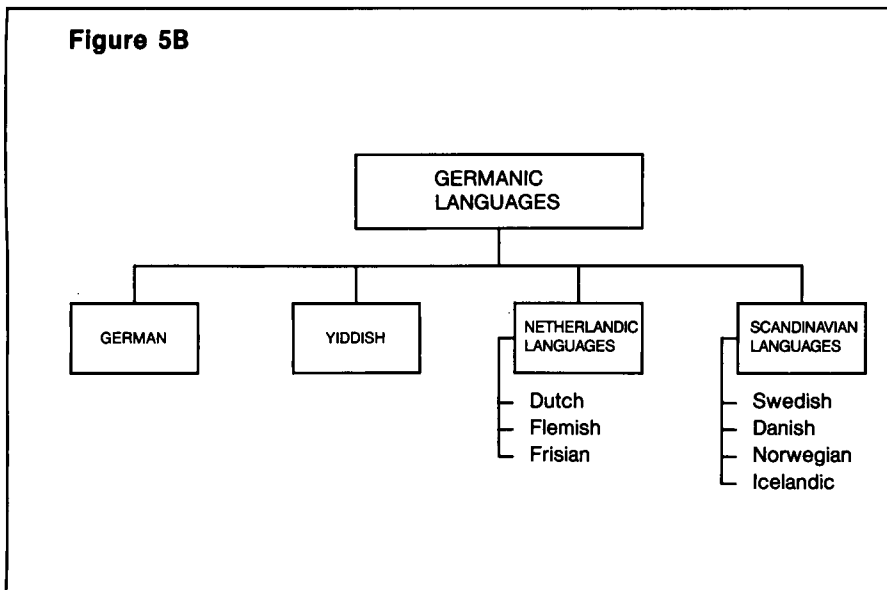 Figure 5B
GERMANIC
LANGUAGES
GERMAN
YIDDISH
NETHERLANDIC
LANGUAGES
Dutch
Flemish
Frisian
SCANDINAVIAN
LANGUAGES
Swedish
Danish
Norwegian
Icelandic